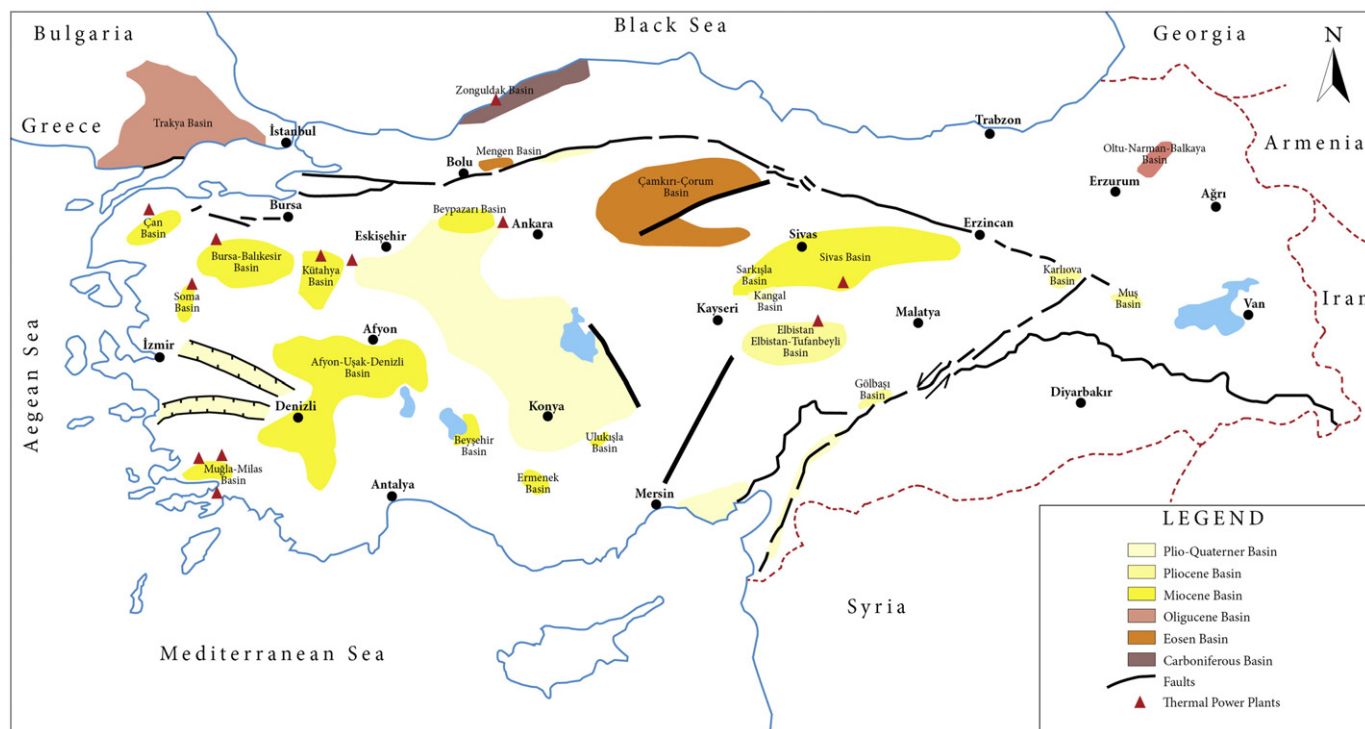 Bulgaria
Black Sea
Georgia
N
Zonguldak Basin
Greece
Trakya Basin
İstanbul
Trabzon
Armenia
Mengen Basin
Bolu
Oltu-Narman-Balkaya
Basin
Çamkırı-Çorum
Basin
Erzurum
Ağrı
Bursa
Beypazarı Basin
Çan
Basin
Eskişehir
Ankara
Erzincan
Sivas
Bursa-Balıkesir
Basin
Kütahya
Basin
Sivas Basin
Sarkışla
Basin
Kangal
Basin
Karlıova
Basin
Muş
Basin
Iran
Soma
Basin
Kayseri
Malatya
Van
Aegean Sea
İzmir
Afyon
Elbistan
Elbistan-Tufanbeyli
Basin
Afyon-Uşak-Denizli
Basin
Gölbaşı
Basin
Diyarbakır
Denizli
Konya
Beyşehir
Basin
Ulukışla
Basin
Muğla-Milas
Basin
Ermenek
Basin
Antalya
Mersin
Syria
Mediterranean Sea
LEGEND
Plio-Quaterner Basin
Pliocene Basin
Miocene Basin
Oligucene Basin
Eosen Basin
Carboniferous Basin
Faults
Thermal Power Plants